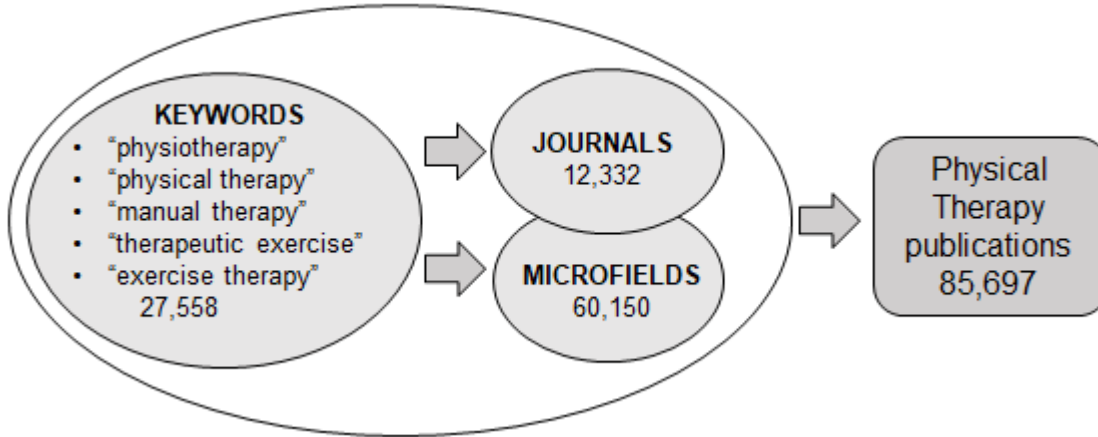 KEYWORDS
• “physiotherapy”
• “physical therapy”
• “manual therapy”
• “therapeutic exercise”
• “exercise therapy”
27,558
JOURNALS
12,332
MICROFIELDS
60,150
Physical
Therapy
publications
85,697